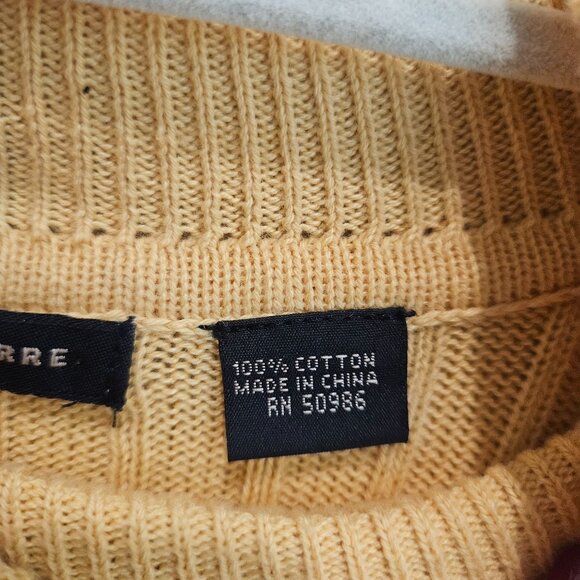 RRE
100% COTTON
MADE IN CHINA
RN 50986